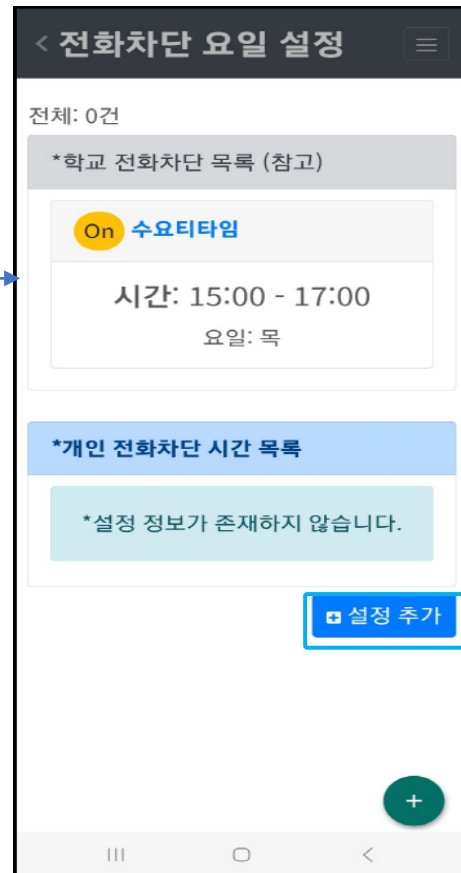 < 전화차단 요일 설정
전체: 0건
*학교 전화차단 목록 (참고)
On 수요티타임
시간: 15:00 - 17:00
요일: 목
*개인 전화차단 시간 목록
*설정 정보가 존재하지 않습니다.
설정 추가
+